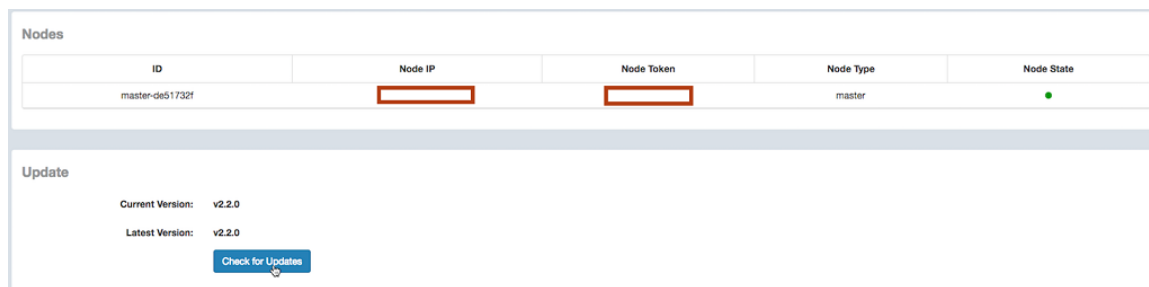 Nodes
ID Node IP Node Token Node Type Node State
master-de51732f master
Update
Current Version: v2.2.0
Latest Version: v2.2.0
Check for Updates